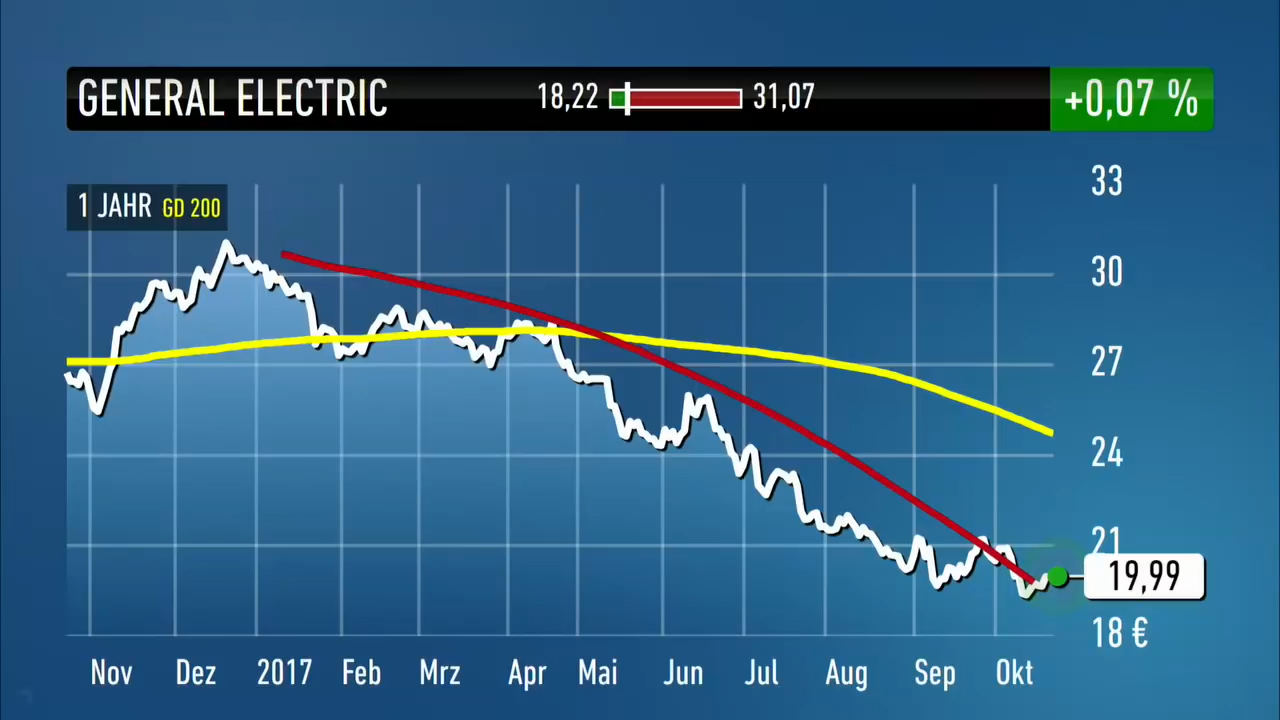 GENERAL ELECTRIC 18,22 31,07 +0,07 %
1 JAHR GD 200
33
30
27
24
21
19,99
18 €
Nov Dez 2017 Feb Mrz Apr Mai Jun Jul Aug Sep Okt